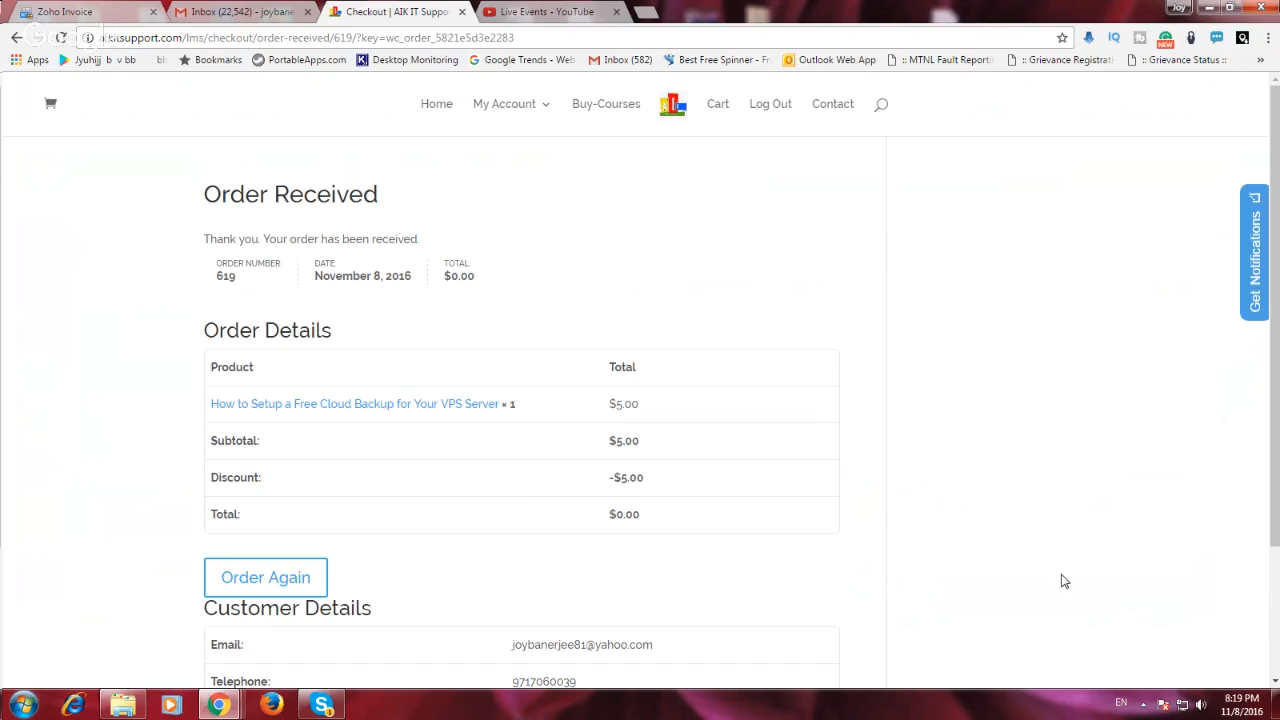 Zoho Invoice
Inbox (22,542) - joybane
Checkout | AIK IT Suppo
Live Events - YouTube
Joy
support.com/lms/checkout/order-received/619/?key=wc_order_5821e5d3e2283
Apps
Jyuhijj b v bb
bb
Bookmarks
PortableApps.com
Desktop Monitoring
Google Trends - Web
Inbox (582)
Best Free Spinner - Fr
Outlook Web App
:: MTNL Fault Report
:: Grievance Registrati
:: Grievance Status ::
»
NEW
Home
My Account
Buy-Courses
Cart
Log Out
Contact
Order Received
Thank you. Your order has been received.
ORDER NUMBER: DATE: TOTAL:
619 November 8, 2016 $0.00
Get Notifications
Order Details
Product Total
How to Setup a Free Cloud Backup for Your VPS Server × 1 $5.00
Subtotal: $5.00
Discount: -$5.00
Total: $0.00
Order Again
Customer Details
Email: joybanerjee81@yahoo.com
Telephone: 9717060039
EN
8:19 PM
11/8/2016